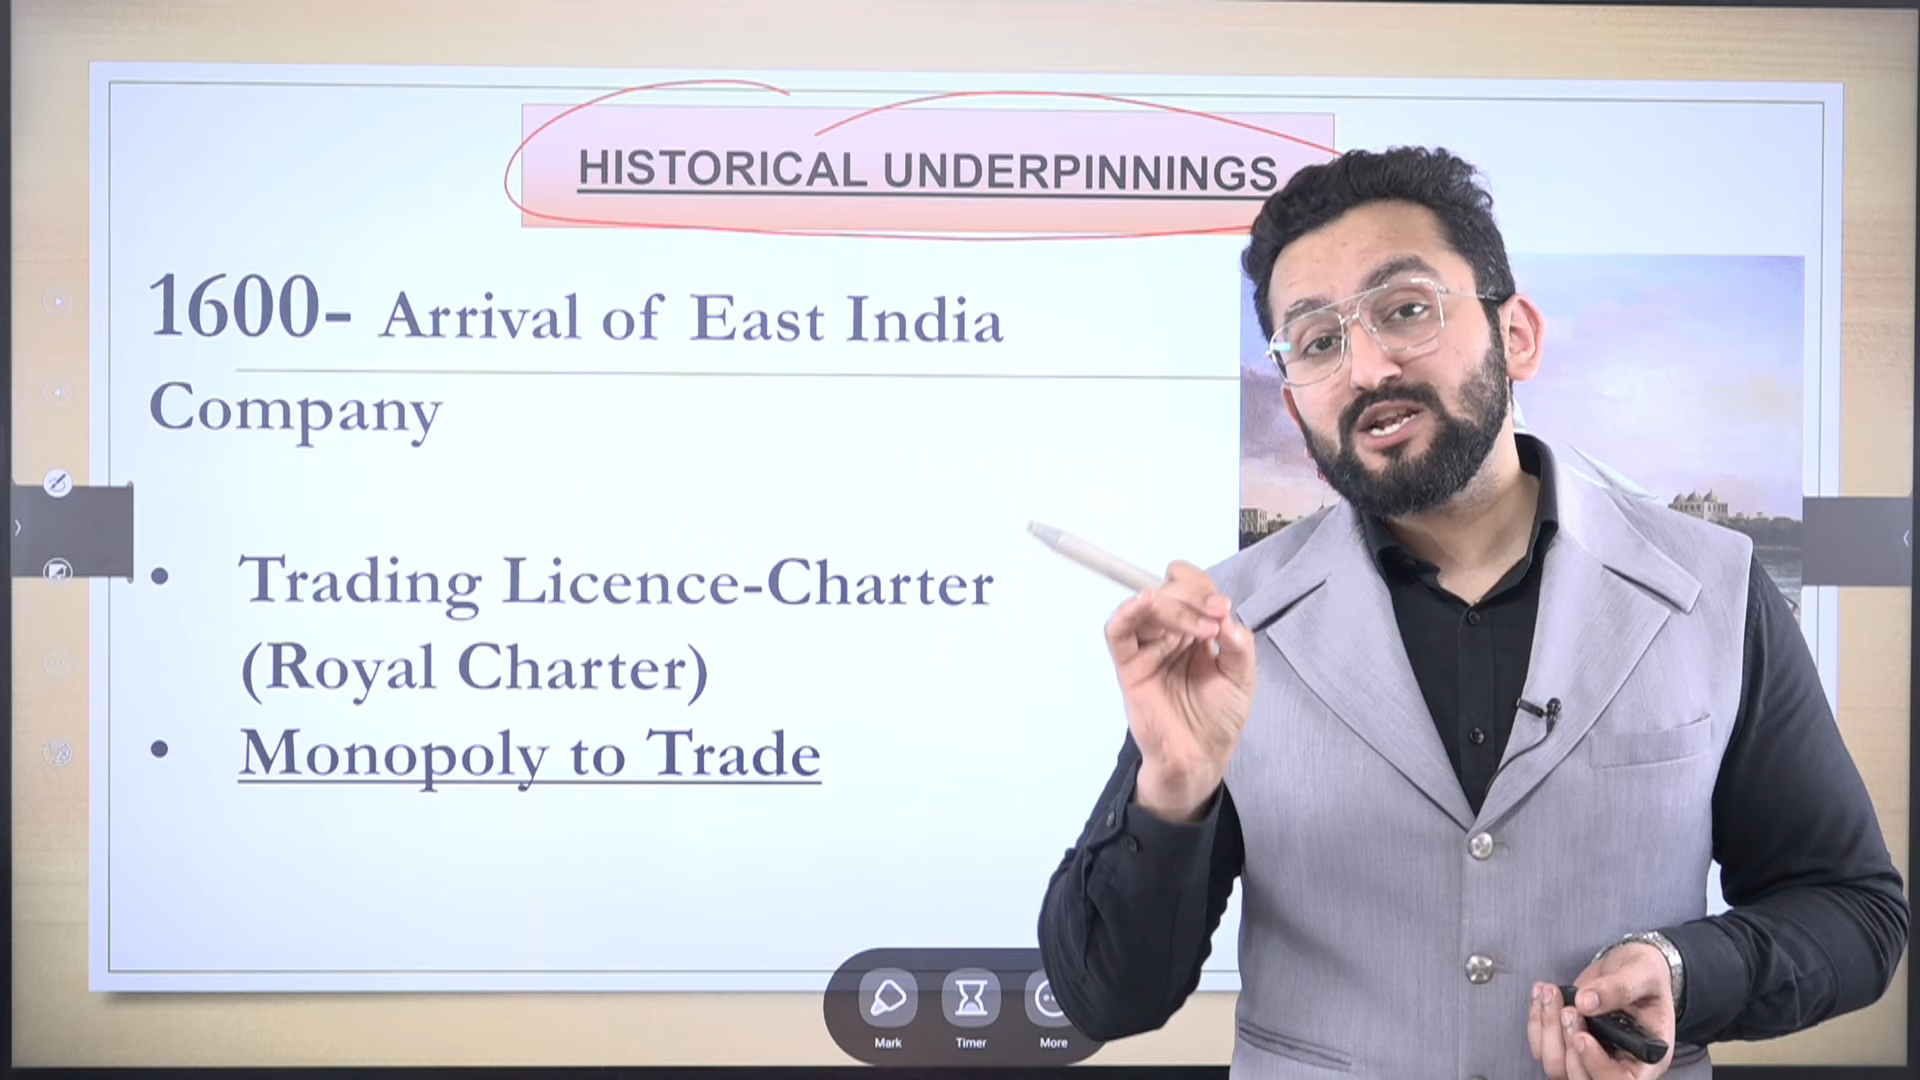 HISTORICAL UNDERPINNINGS
1600- Arrival of East India
Company
• Trading Licence-Charter
(Royal Charter)
• Monopoly to Trade
Mark
Timer
More